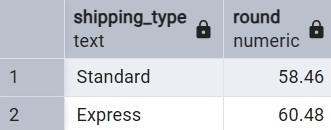 shipping_type round
text numeric
1 Standard 58.46
2 Express 60.48